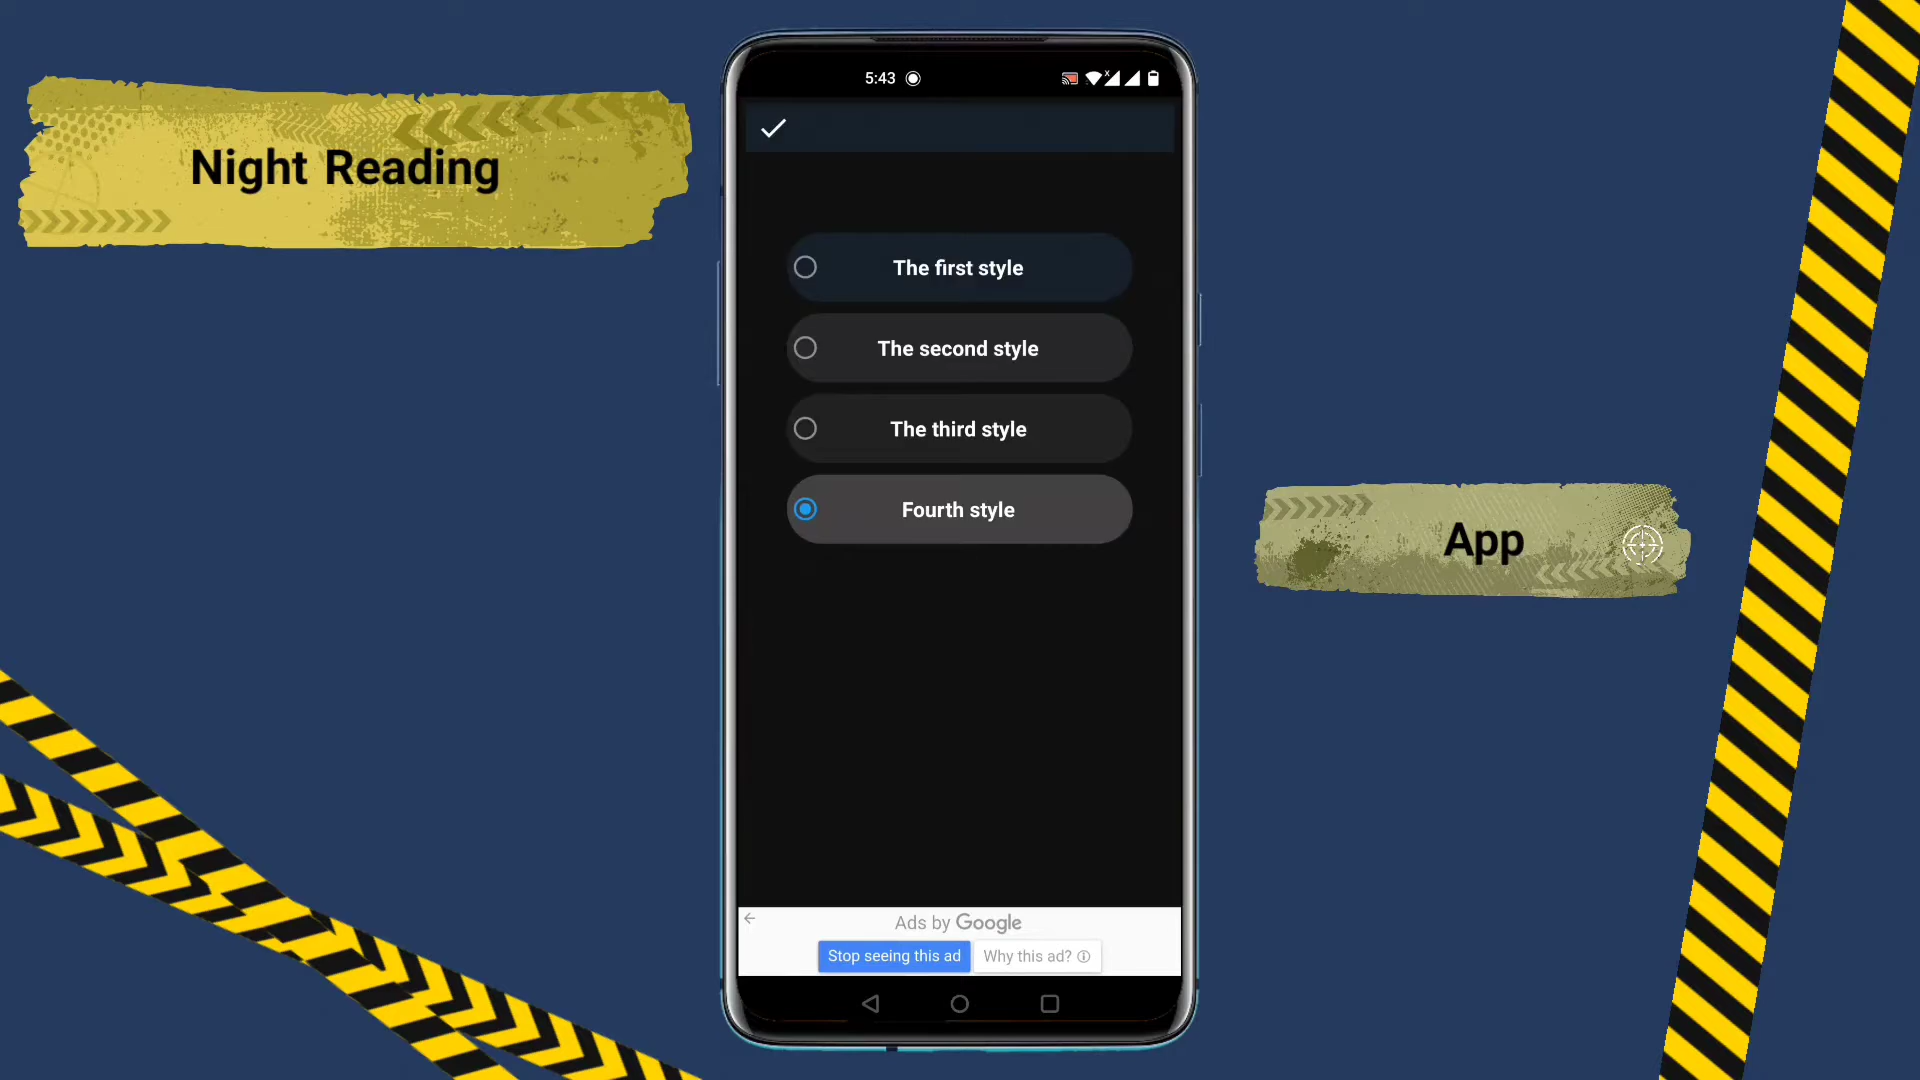 Night Reading
5:43
The first style
The second style
The third style
Fourth style
App
Ads by Google
Stop seeing this ad
Why this ad?